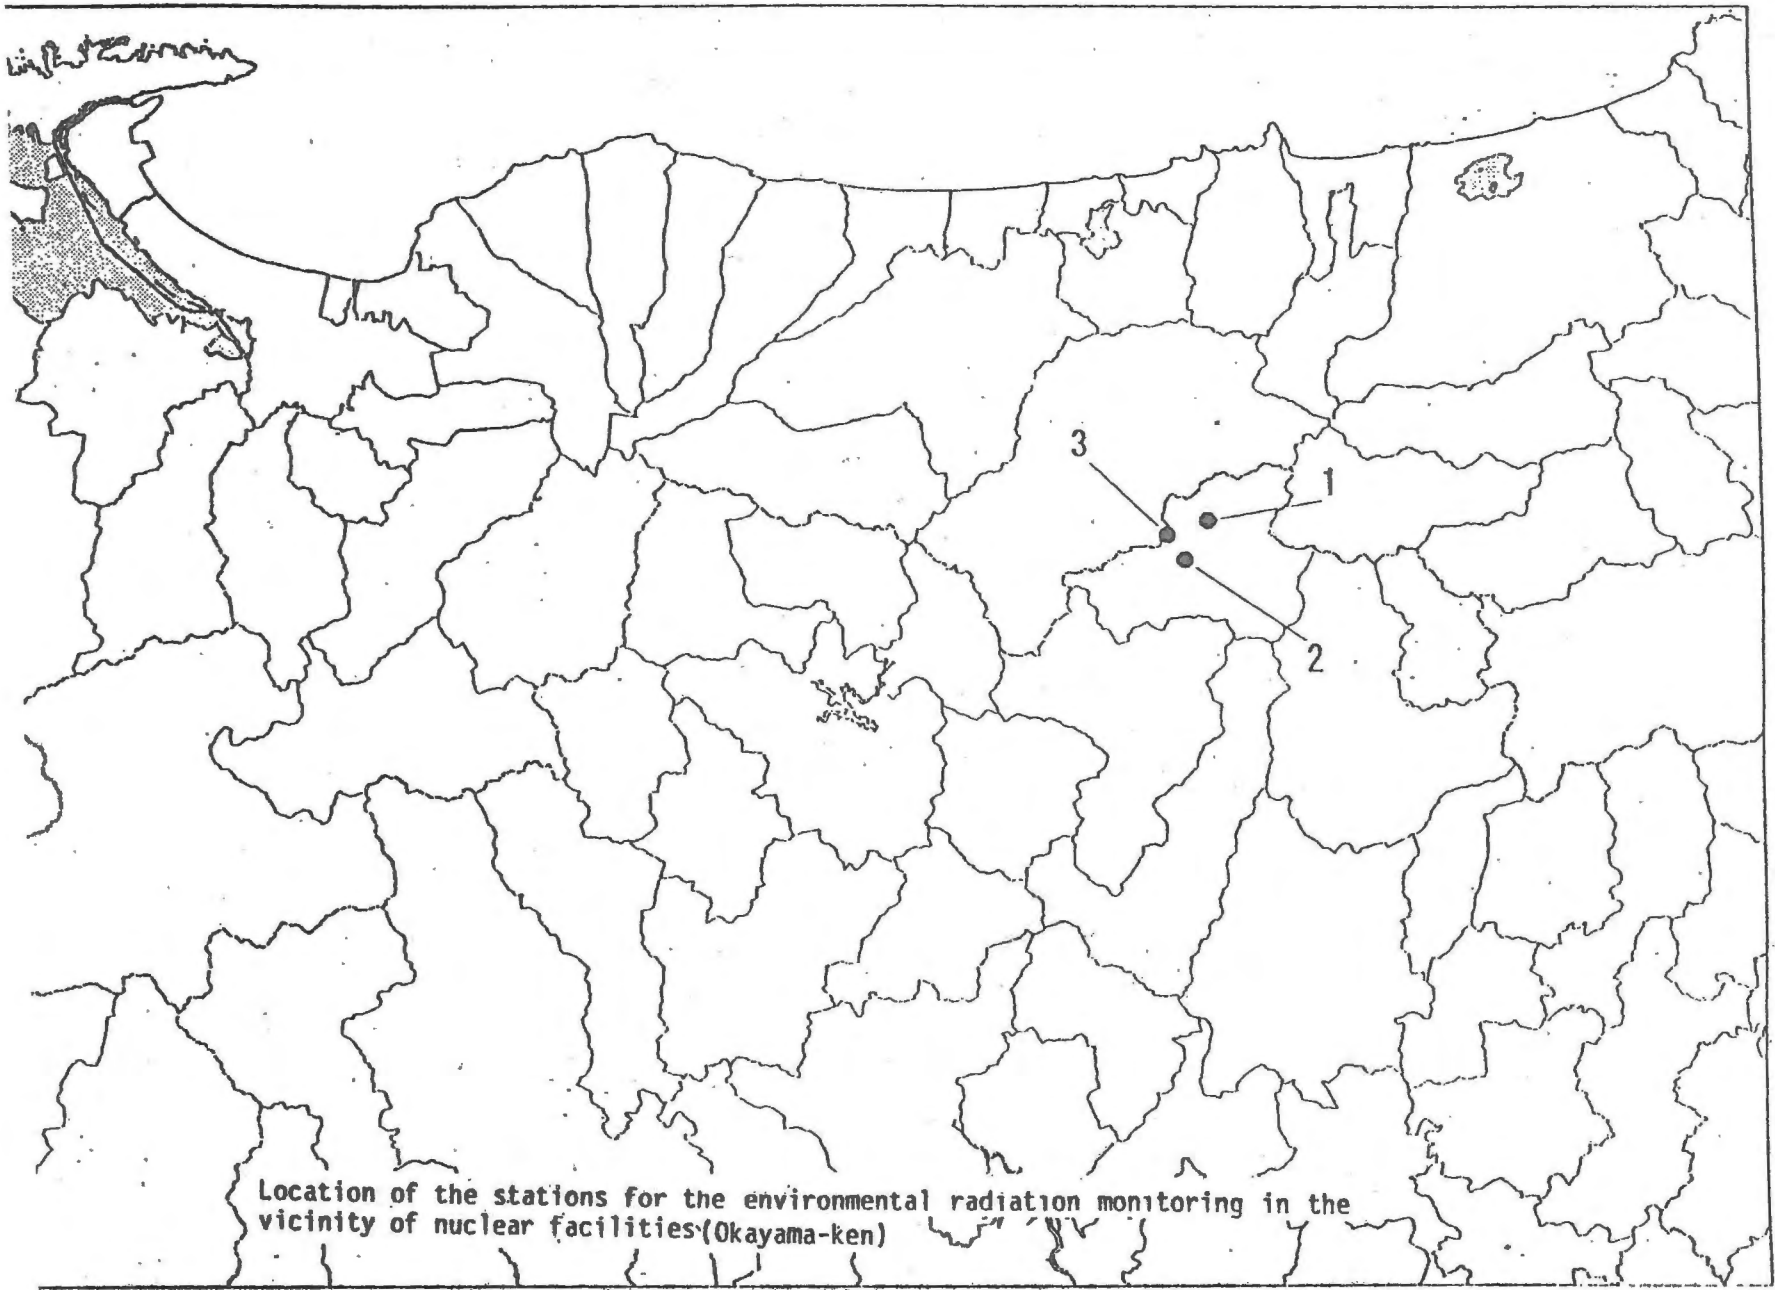 3
1
2
Location of the stations for the environmental radiation monitoring in the
vicinity of nuclear facilities (Okayama-ken)